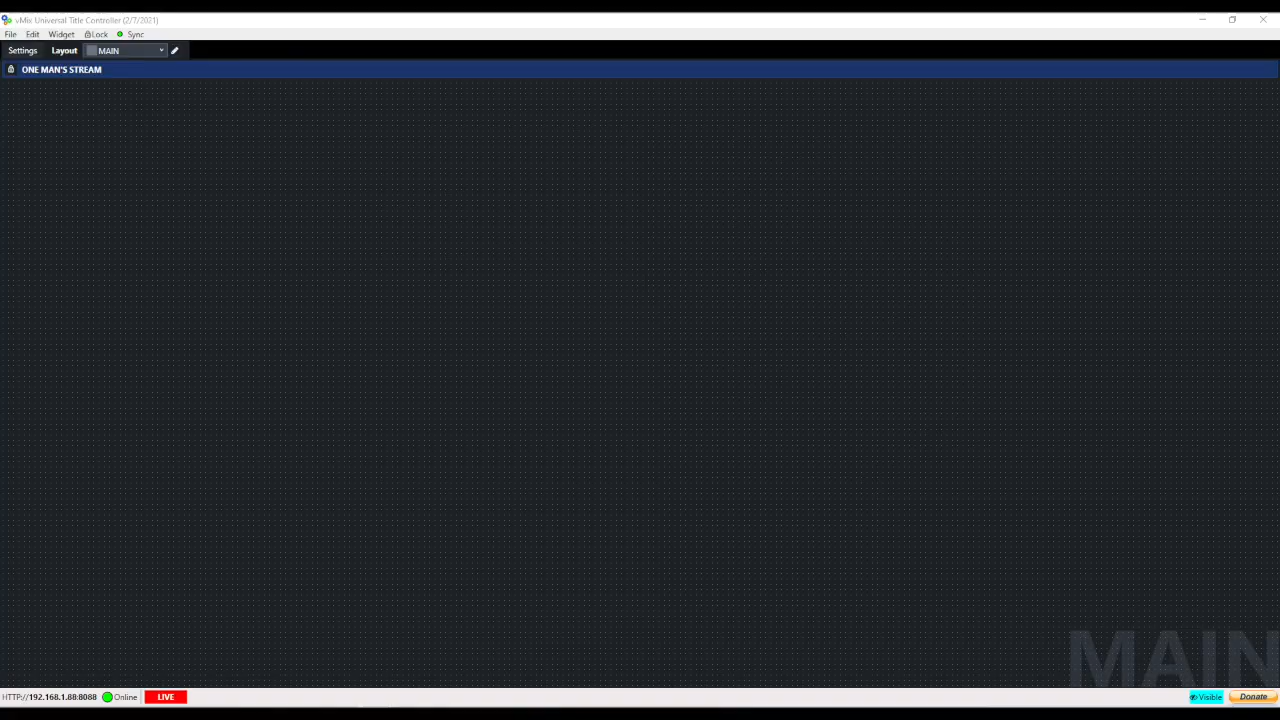 vMix Universal Title Controller (2/7/2021)
File Edit Widget Lock Sync
Settings Layout MAIN
ONE MAN'S STREAM
MAIN
HTTP://192.168.1.88:8088 Online LIVE Visible Donate